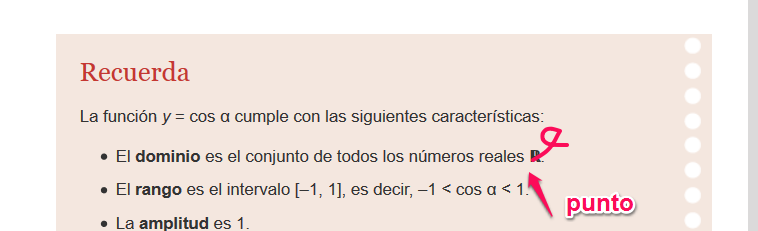 Recuerda
La función y = cos α cumple con las siguientes características:
• El dominio es el conjunto de todos los números reales ℝ.
• El rango es el intervalo [–1, 1], es decir, –1 < cos α < 1.
punto
• La amplitud es 1.